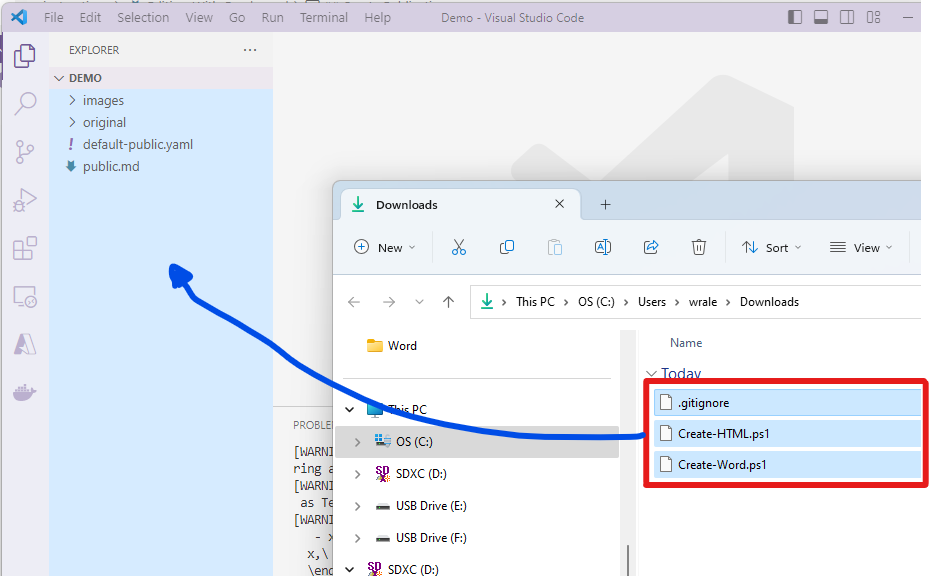 File Edit Selection View Go Run Terminal Help Demo - Visual Studio Code
EXPLORER ...
DEMO
images
original
! default-public.yaml
public.md
Downloads
New Sort View
This PC > OS (C:) > Users > wrale > Downloads
Word
Name
Today
This PC
.gitignore
OS (C:)
Create-HTML.ps1
SDXC (D:)
Create-Word.ps1
USB Drive (E:)
USB Drive (F:)
SDXC (D:)
PROBLE
[WARNI
ring a
[WARNI
as Te
[WARNI
- x
x,\
\end